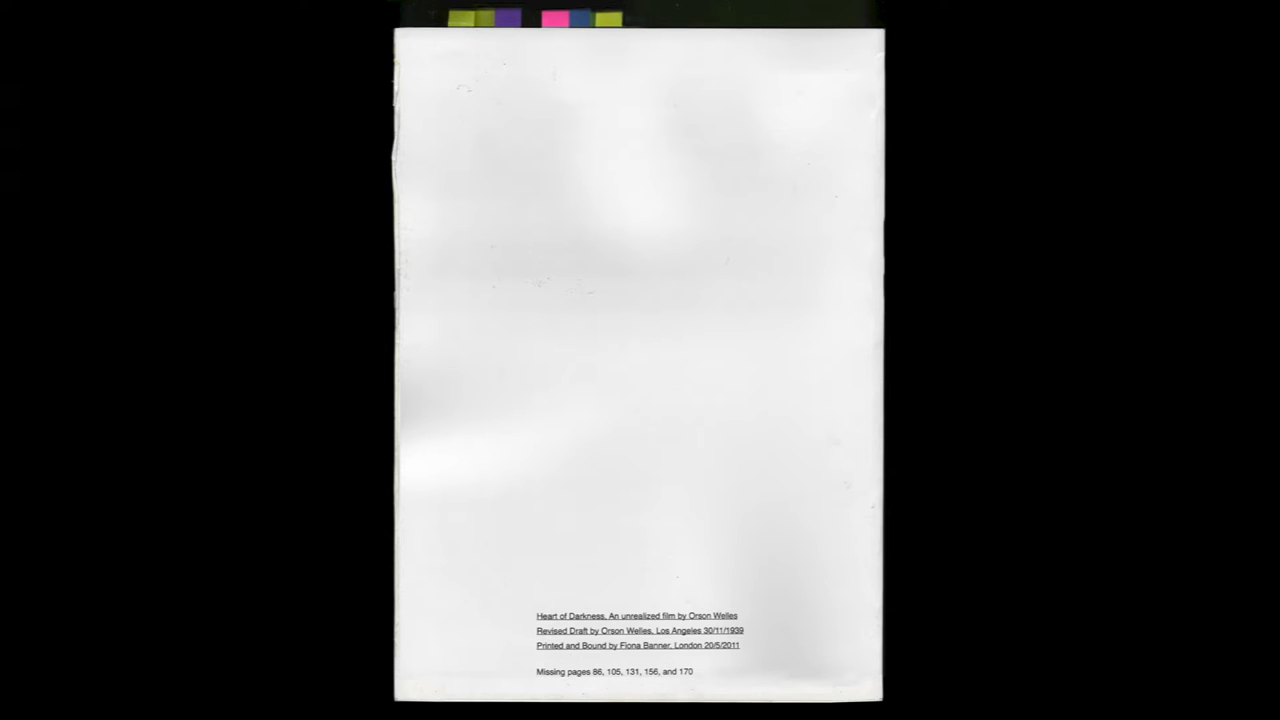 Heart of Darkness, An unrealized film by Orson Welles
Revised Draft by Orson Welles, Los Angeles 30/11/1939
Printed and Bound by Fiona Banner, London 20/5/2011
Missing pages 86, 105, 131, 156, and 170